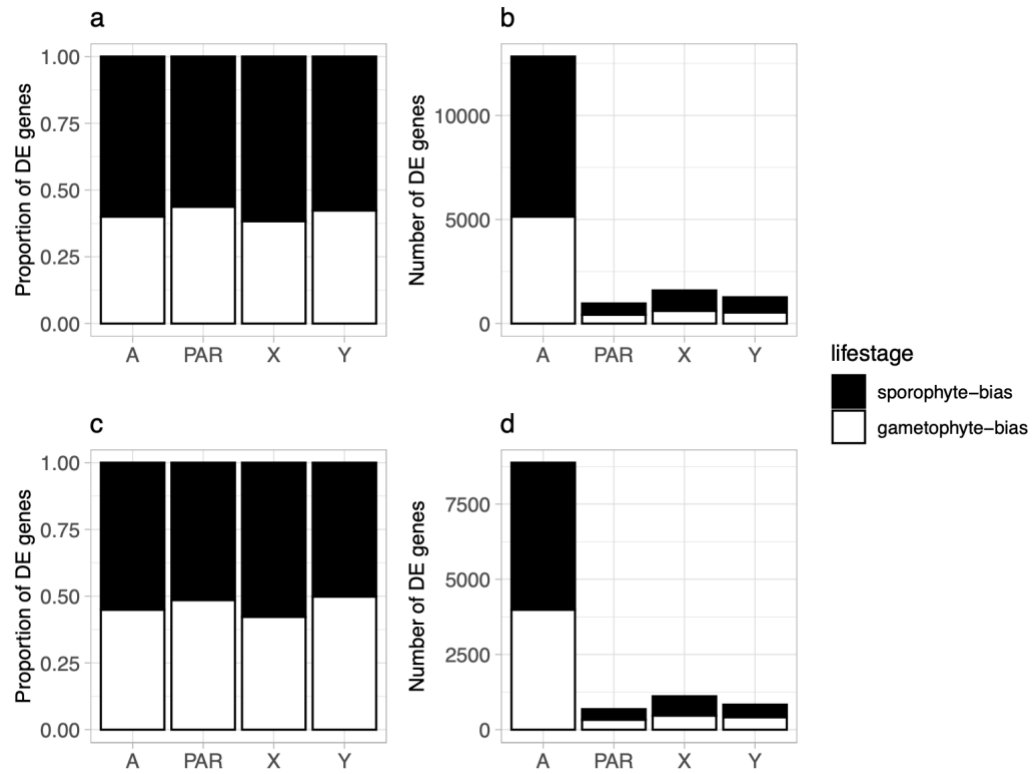 a
Proportion of DE genes
1.00
0.75
0.50
0.25
0.00
A PAR X Y
b
Number of DE genes
10000
5000
0
A PAR X Y
lifestage
sporophyte−bias
gametophyte−bias
c
Proportion of DE genes
1.00
0.75
0.50
0.25
0.00
A PAR X Y
d
Number of DE genes
7500
5000
2500
0
A PAR X Y